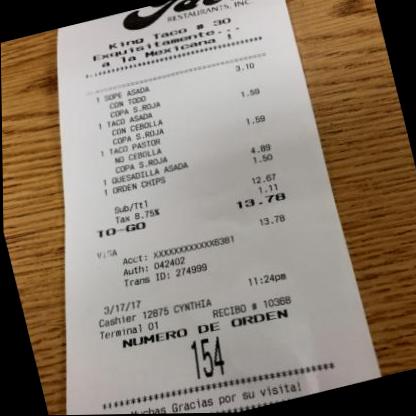 RESTAURANTS, INC.
King Taco # 30
Exquisitamente...
a la Mexicana
1 SOPE ASADA 3.10
CON TODO
COPA S.ROJA
1 TACO ASADA 1.59
CON CEBOLLA
COPA S.ROJA
1 TACO PASTOR 1.59
NO CEBOLLA
COPA S.ROJA
1 QUESADILLA ASADA 4.89
1 ORDEN CHIPS 1.50
Sub/Ttl 12.67
Tax 8.75% 1.11
TO-GO 13.78
VISA 13.78
Acct: XXXXXXXXXXXX6381
Auth: 042402
Trans ID: 274999
3/17/17 11:24pm
Cashier 12875 CYNTHIA
Terminal 01 RECIBO # 10368
NUMERO DE ORDEN
154
Muchas Gracias por su visita!